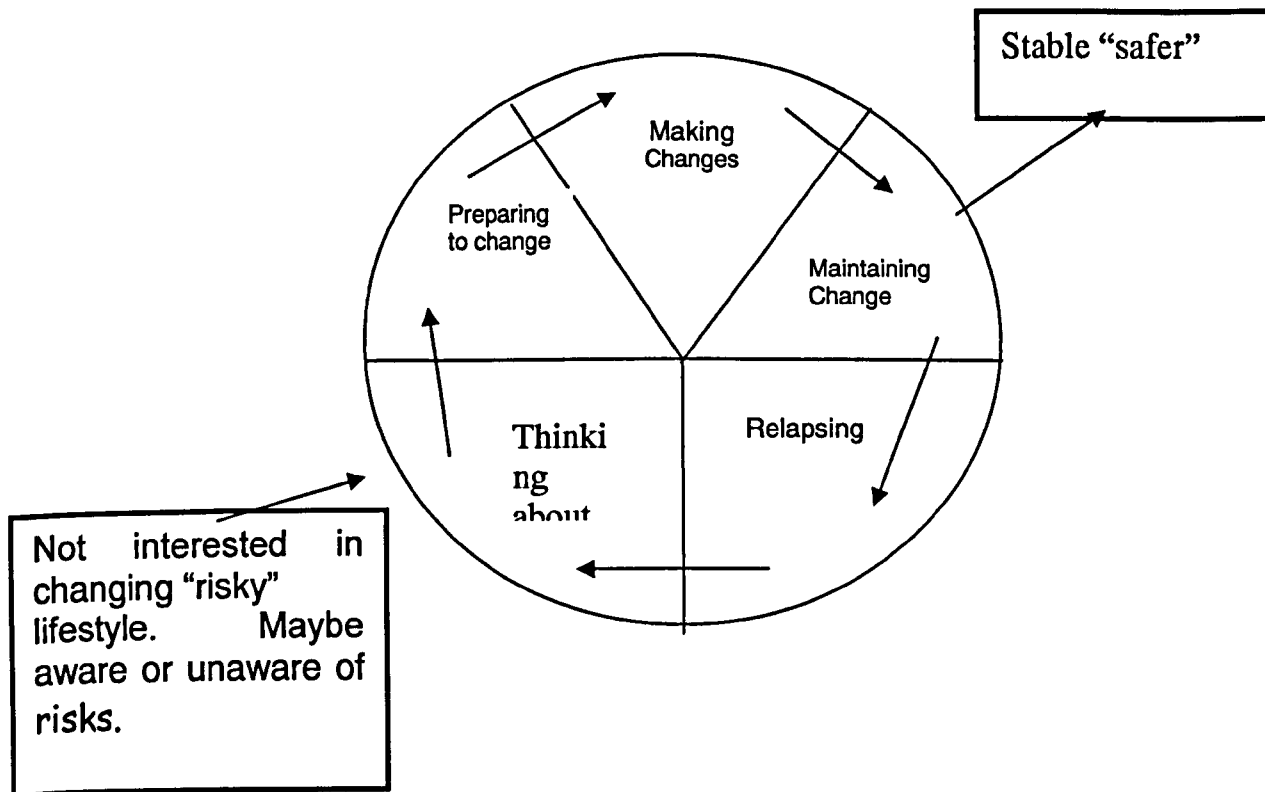 Stable “safer”
Making
Changes
Preparing
to change
Maintaining
Change
Thinki
ng
about
Relapsing
Not interested in
changing “risky”
lifestyle. Maybe
aware or unaware of
risks.